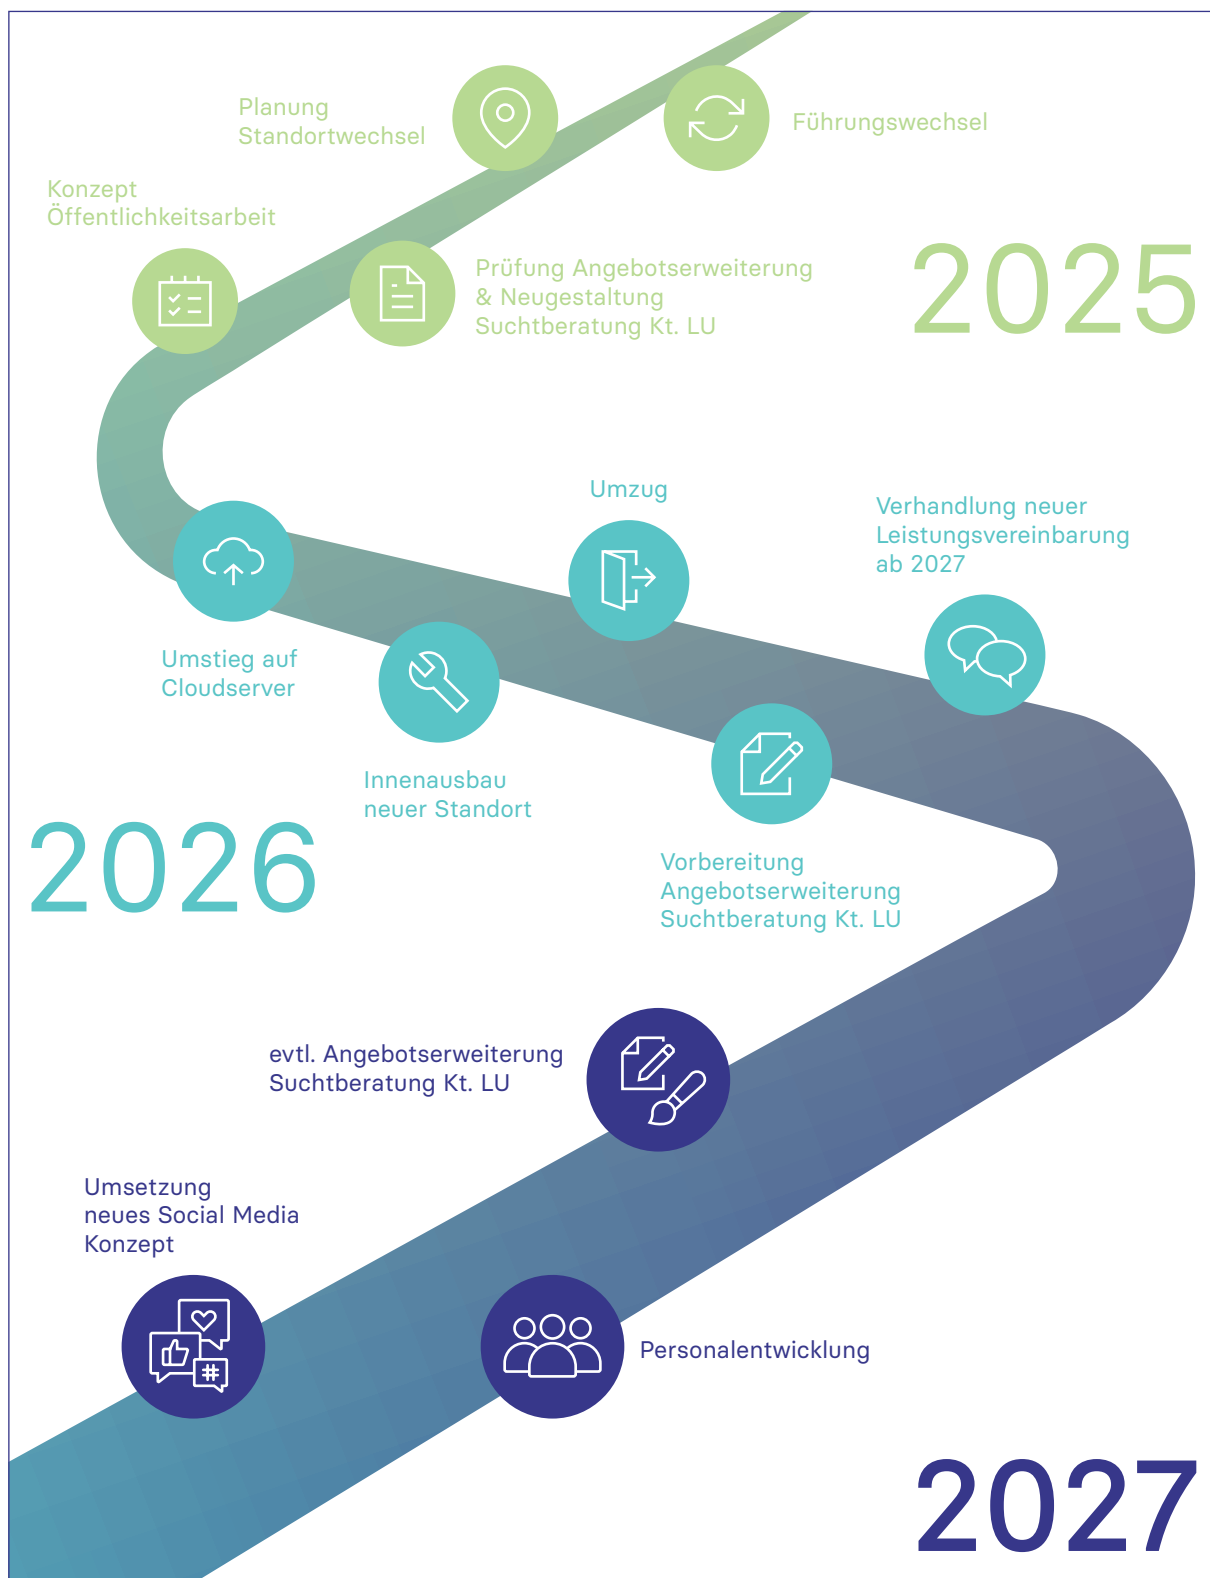 Planung
Standortwechsel
Führungswechsel
Konzept
Öffentlichkeitsarbeit
Prüfung Angebotserweiterung
& Neugestaltung
Suchtberatung Kt. LU
2025
Umzug
Verhandlung neuer
Leistungsvereinbarung
ab 2027
Umstieg auf
Cloudserver
Innenausbau
neuer Standort
2026
Vorbereitung
Angebotserweiterung
Suchtberatung Kt. LU
evtl. Angebotserweiterung
Suchtberatung Kt. LU
Umsetzung
neues Social Media
Konzept
#
Personalentwicklung
2027